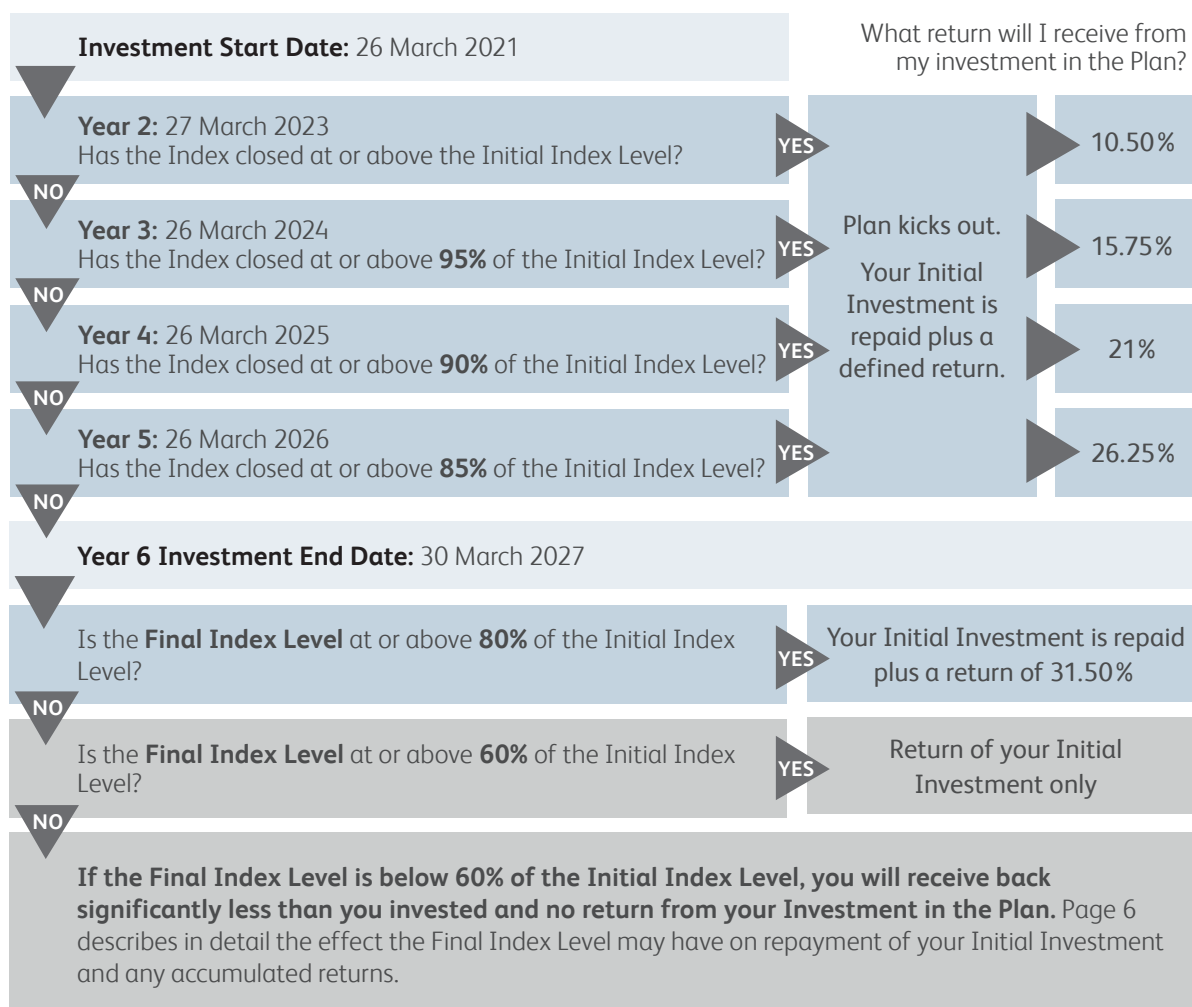 Investment Start Date: 26 March 2021
What return will I receive from
my investment in the Plan?
Year 2: 27 March 2023
Has the Index closed at or above the Initial Index Level?
YES
10.50%
NO
Year 3: 26 March 2024
Has the Index closed at or above 95% of the Initial Index Level?
YES
Plan kicks out.
Your Initial
Investment is
repaid plus a
defined return.
15.75%
NO
Year 4: 26 March 2025
Has the Index closed at or above 90% of the Initial Index Level?
YES
21%
NO
Year 5: 26 March 2026
Has the Index closed at or above 85% of the Initial Index Level?
YES
26.25%
NO
Year 6 Investment End Date: 30 March 2027
Is the Final Index Level at or above 80% of the Initial Index
Level?
YES
Your Initial Investment is repaid
plus a return of 31.50%
NO
Is the Final Index Level at or above 60% of the Initial Index
Level?
YES
Return of your Initial
Investment only
NO
If the Final Index Level is below 60% of the Initial Index Level, you will receive back
significantly less than you invested and no return from your Investment in the Plan. Page 6
describes in detail the effect the Final Index Level may have on repayment of your Initial Investment
and any accumulated returns.